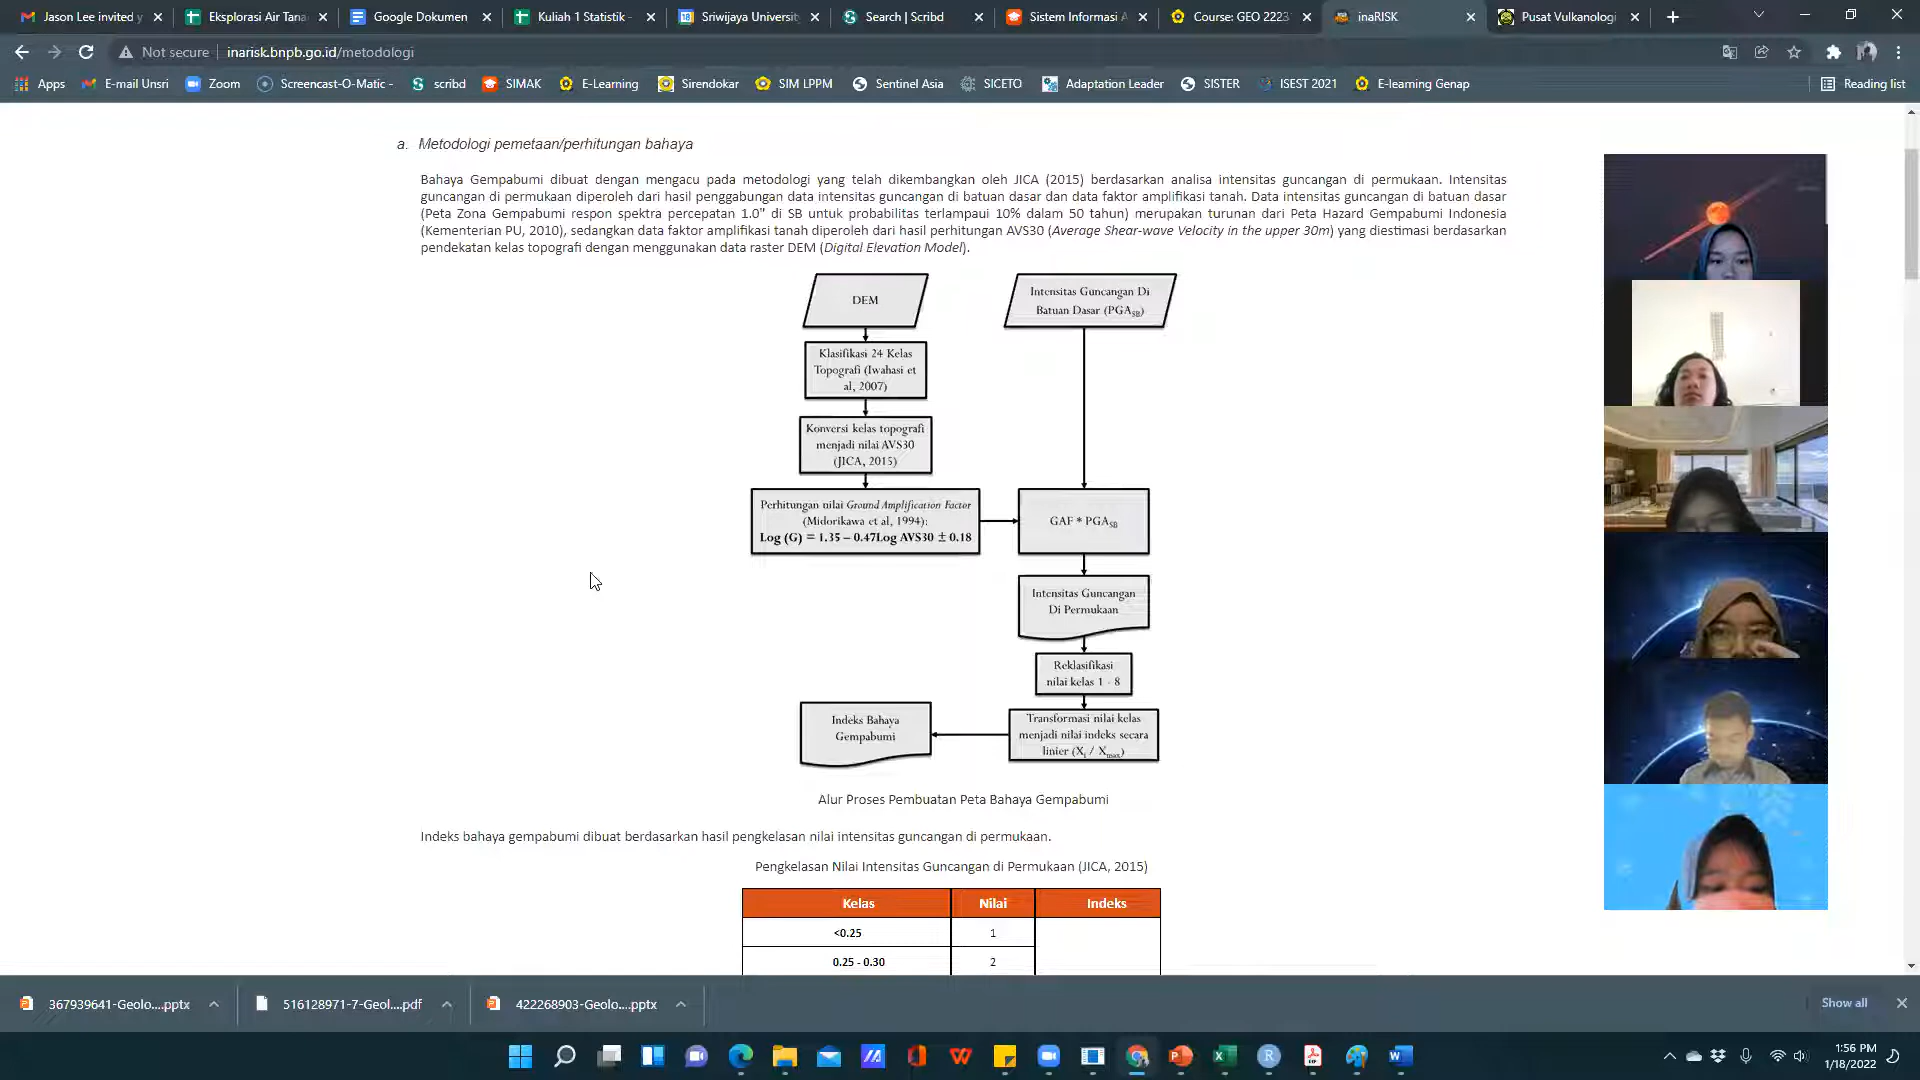 Jason Lee invited y
Eksplorasi Air Tana
Google Dokumen
Kuliah 1 Statistik -
Sriwijaya University
Search | Scribd
Sistem Informasi A
Course: GEO 2223
inaRISK
Pusat Vulkanologi
Not secure
inarisk.bnpb.go.id/metodologi
Apps
E-mail Unsri
Zoom
Screencast-O-Matic -
scribd
SIMAK
E-Learning
Sirendokar
SIM LPPM
Sentinel Asia
SICETO
Adaptation Leader
SISTER
ISEST 2021
E-learning Genap
Reading list
a. Metodologi pemetaan/perhitungan bahaya
Bahaya Gempabumi dibuat dengan mengacu pada metodologi yang telah dikembangkan oleh JICA (2015) berdasarkan analisa intensitas guncangan di permukaan. Intensitas
guncangan di permukaan diperoleh dari hasil penggabungan data intensitas guncangan di batuan dasar dan data faktor amplifikasi tanah. Data intensitas guncangan di batuan dasar
(Peta Zona Gempabumi respon spektra percepatan 1.0" di SB untuk probabilitas terlampaui 10% dalam 50 tahun) merupakan turunan dari Peta Hazard Gempabumi Indonesia
(Kementerian PU, 2010), sedangkan data faktor amplifikasi tanah diperoleh dari hasil perhitungan AVS30 (Average Shear-wave Velocity in the upper 30m) yang diestimasi berdasarkan
pendekatan kelas topografi dengan menggunakan data raster DEM (Digital Elevation Model).
DEM
Intensitas Guncangan Di
Batuan Dasar (PGASB)
Klasifikasi 24 Kelas
Topografi (Iwahasi et
al, 2007)
Konversi kelas topografi
menjadi nilai AVS30
(JICA, 2015)
Perhitungan nilai Ground Amplification Factor
(Midorikawa et al, 1994):
Log (G) = 1.35 – 0.47Log AVS30 ± 0.18
GAF * PGASB
Intensitas Guncangan
Di Permukaan
Reklasifikasi
nilai kelas 1 - 8
Indeks Bahaya
Gempabumi
Transformasi nilai kelas
menjadi nilai indeks secara
linier (Xi / Xmax)
Alur Proses Pembuatan Peta Bahaya Gempabumi
Indeks bahaya gempabumi dibuat berdasarkan hasil pengkelasan nilai intensitas guncangan di permukaan.
Pengkelasan Nilai Intensitas Guncangan di Permukaan (JICA, 2015)
Kelas Nilai Indeks
<0.25 1
0.25 - 0.30 2
367939641-Geolo....pptx
516128971-7-Geol....pdf
422268903-Geolo....pptx
Show all
1:56 PM
1/18/2022